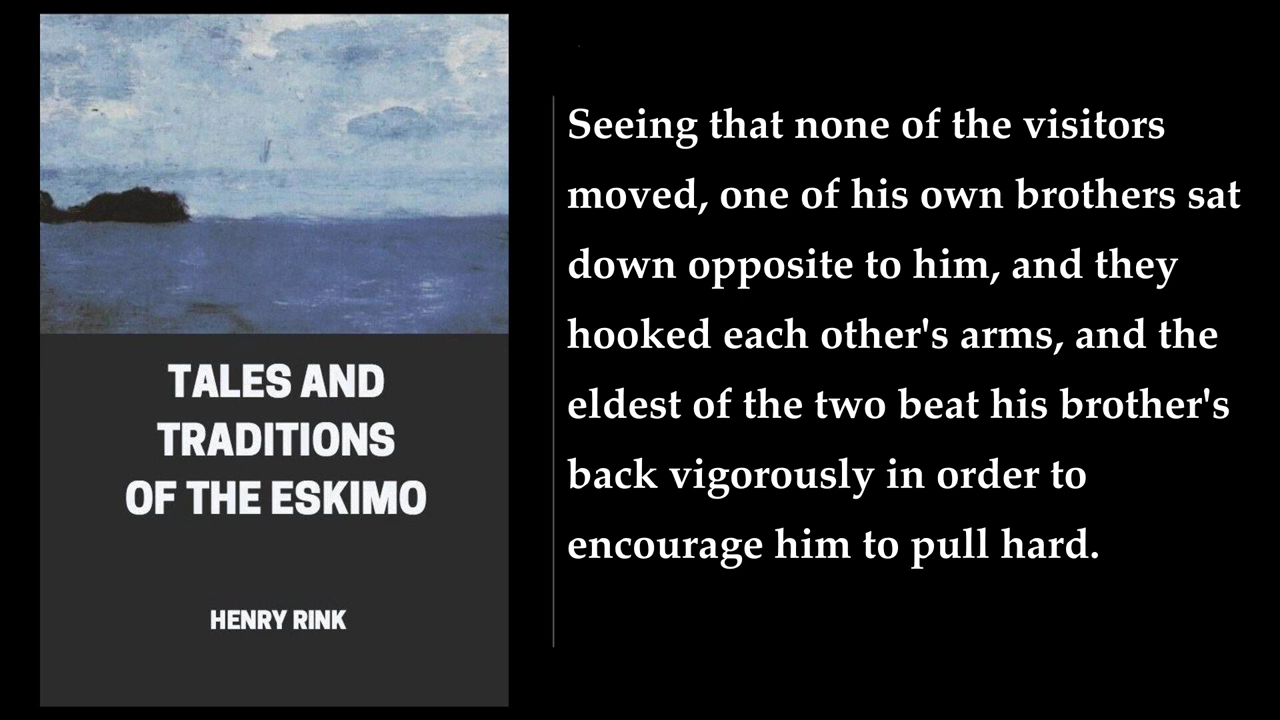 TALES AND
TRADITIONS
OF THE ESKIMO
HENRY RINK
Seeing that none of the visitors
moved, one of his own brothers sat
down opposite to him, and they
hooked each other's arms, and the
eldest of the two beat his brother's
back vigorously in order to
encourage him to pull hard.